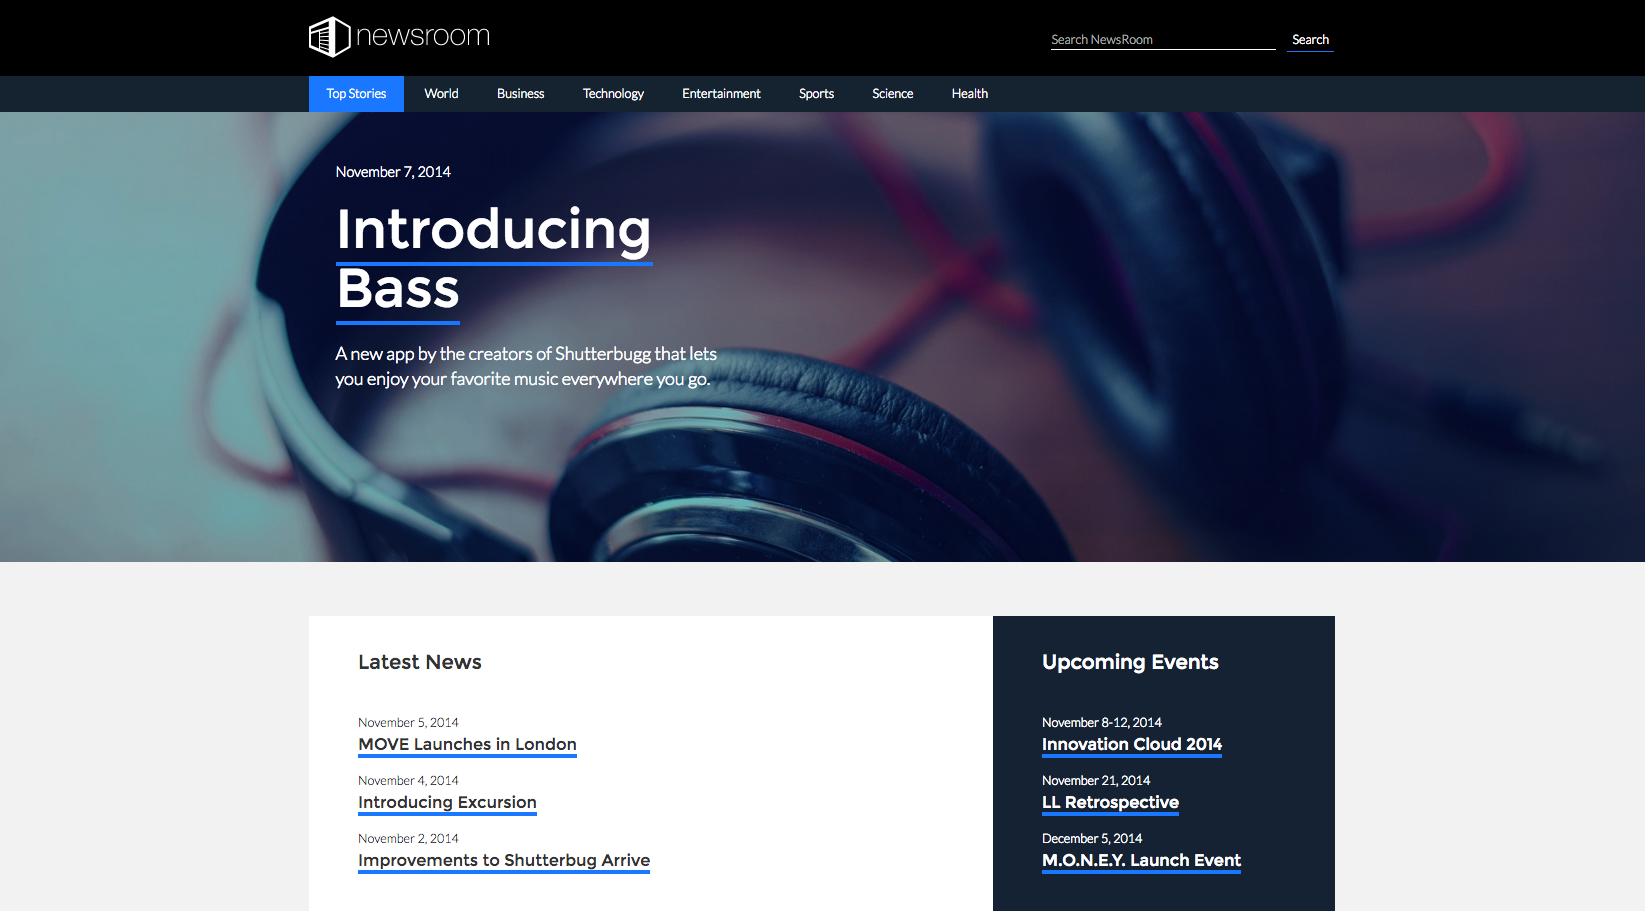 newsroom
Search NewsRoom
Search
Top Stories
World
Business
Technology
Entertainment
Sports
Science
Health
November 7, 2014
Introducing
Bass
A new app by the creators of Shutterbugg that lets
you enjoy your favorite music everywhere you go.
Latest News
November 5, 2014
MOVE Launches in London
November 4, 2014
Introducing Excursion
November 2, 2014
Improvements to Shutterbug Arrive
Upcoming Events
November 8-12, 2014
Innovation Cloud 2014
November 21, 2014
LL Retrospective
December 5, 2014
M.O.N.E.Y. Launch Event